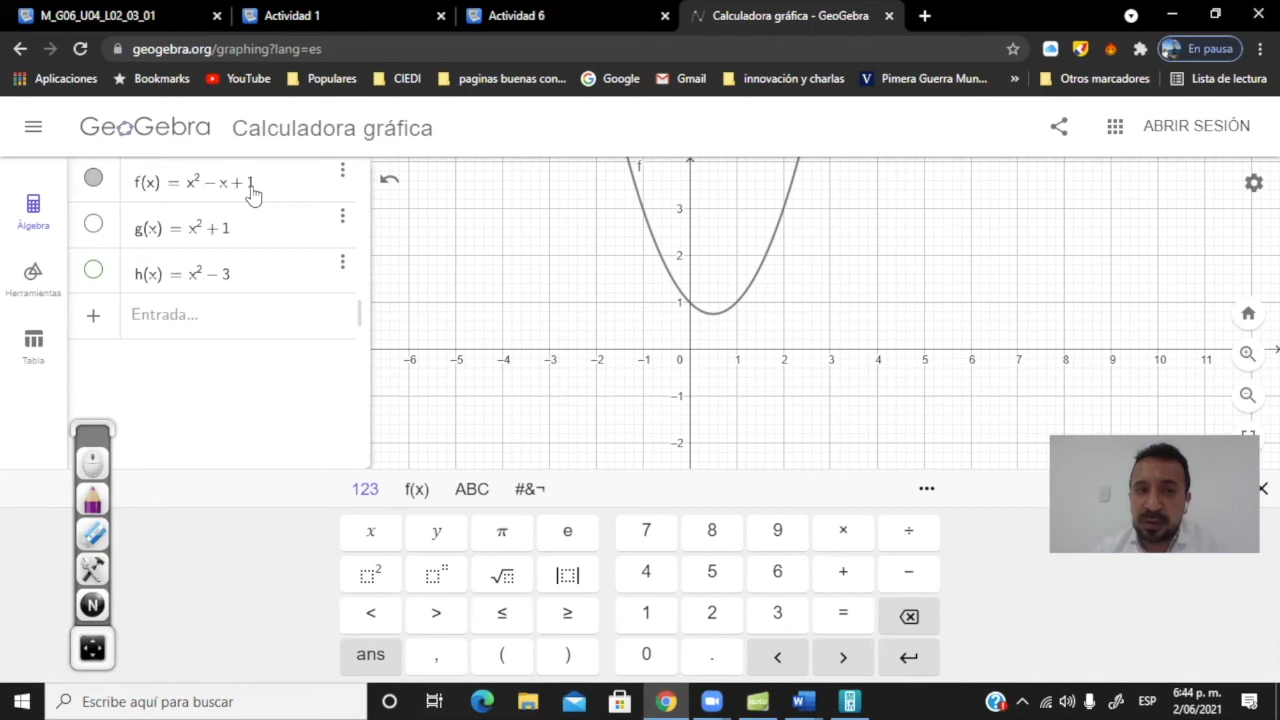 M_G06_U04_L02_03_01_es
Actividad 1
Actividad 6
Calculadora gráfica - GeoGebra
geogebra.org/graphing?lang=es
En pausa
Aplicaciones
Bookmarks
YouTube
Populares
CIEDI
paginas buenas con...
Google
Gmail
innovación y charlas
V Pimera Guerra Mun...
»
Otros marcadores
Lista de lectura
GeoGebra Calculadora gráfica
ABRIR SESIÓN
Álgebra
Herramientas
Tabla
f(x) = x² − x + 1
g(x) = x² + 1
h(x) = x² − 3
+ Entrada...
f
3
2
1
−6 −5 −4 −3 −2 −1 0 1 2 3 4 5 6 7 8 9 10 11
−1
−2
123 f(x) ABC #&¬ ...
x y π e 7 8 9 × ÷
□² □^□ √□ |□| 4 5 6 + −
< > ≤ ≥ 1 2 3 =
ans , ( ) 0 . < >
N
Escribe aquí para buscar
NOTO
W
ESP
6:44 p. m.
2/06/2021